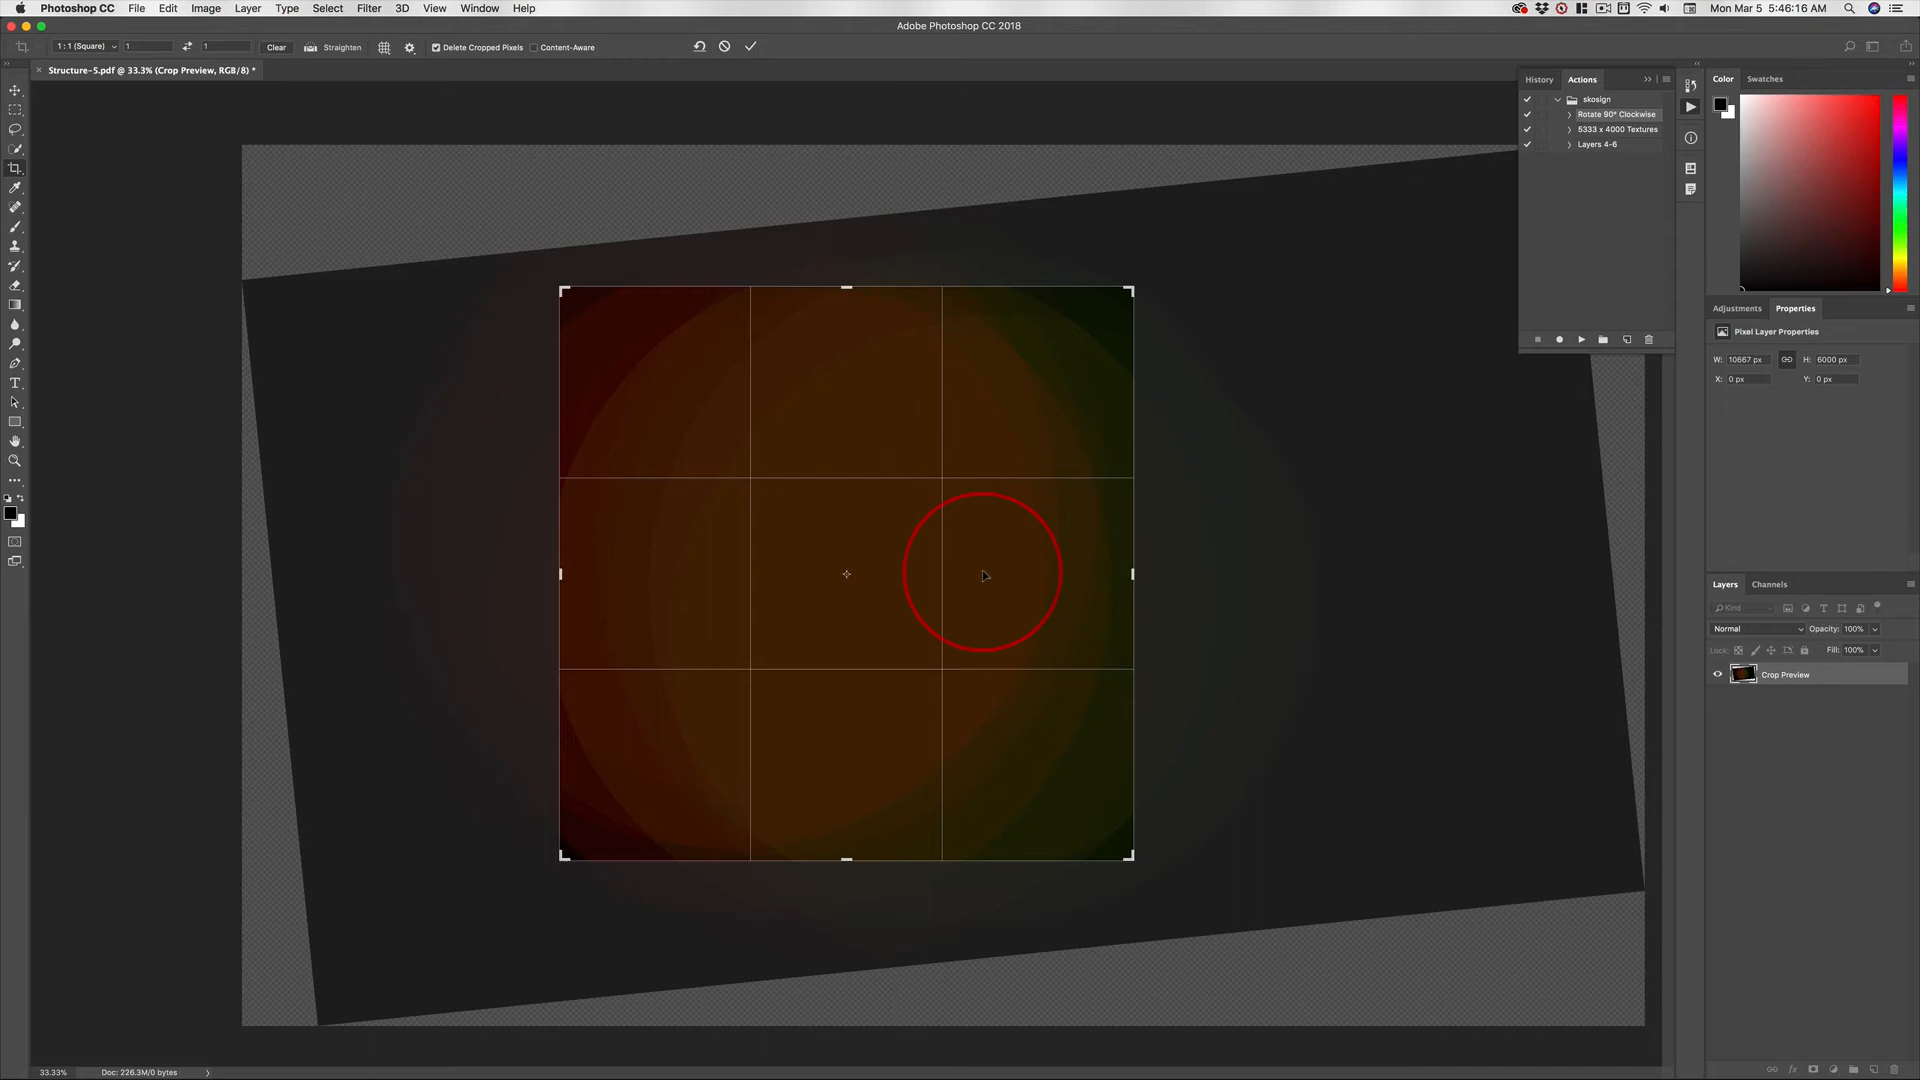 Photoshop CC File Edit Image Layer Type Select Filter 3D View Window Help
Mon Mar 5 5:46:16 AM
Adobe Photoshop CC 2018
1 : 1 (Square) 1 1 Clear Straighten Delete Cropped Pixels Content-Aware
Structure-5.pdf @ 33.3% (Crop Preview, RGB/8) *
History Actions
skosign
Rotate 90° Clockwise
5333 x 4000 Textures
Layers 4-6
Color Swatches
Adjustments Properties
Pixel Layer Properties
W: 10667 px H: 6000 px
X: 0 px Y: 0 px
Layers Channels
Kind
Normal Opacity: 100%
Lock: Fill: 100%
Crop Preview
33.33% Doc: 226.3M/0 bytes